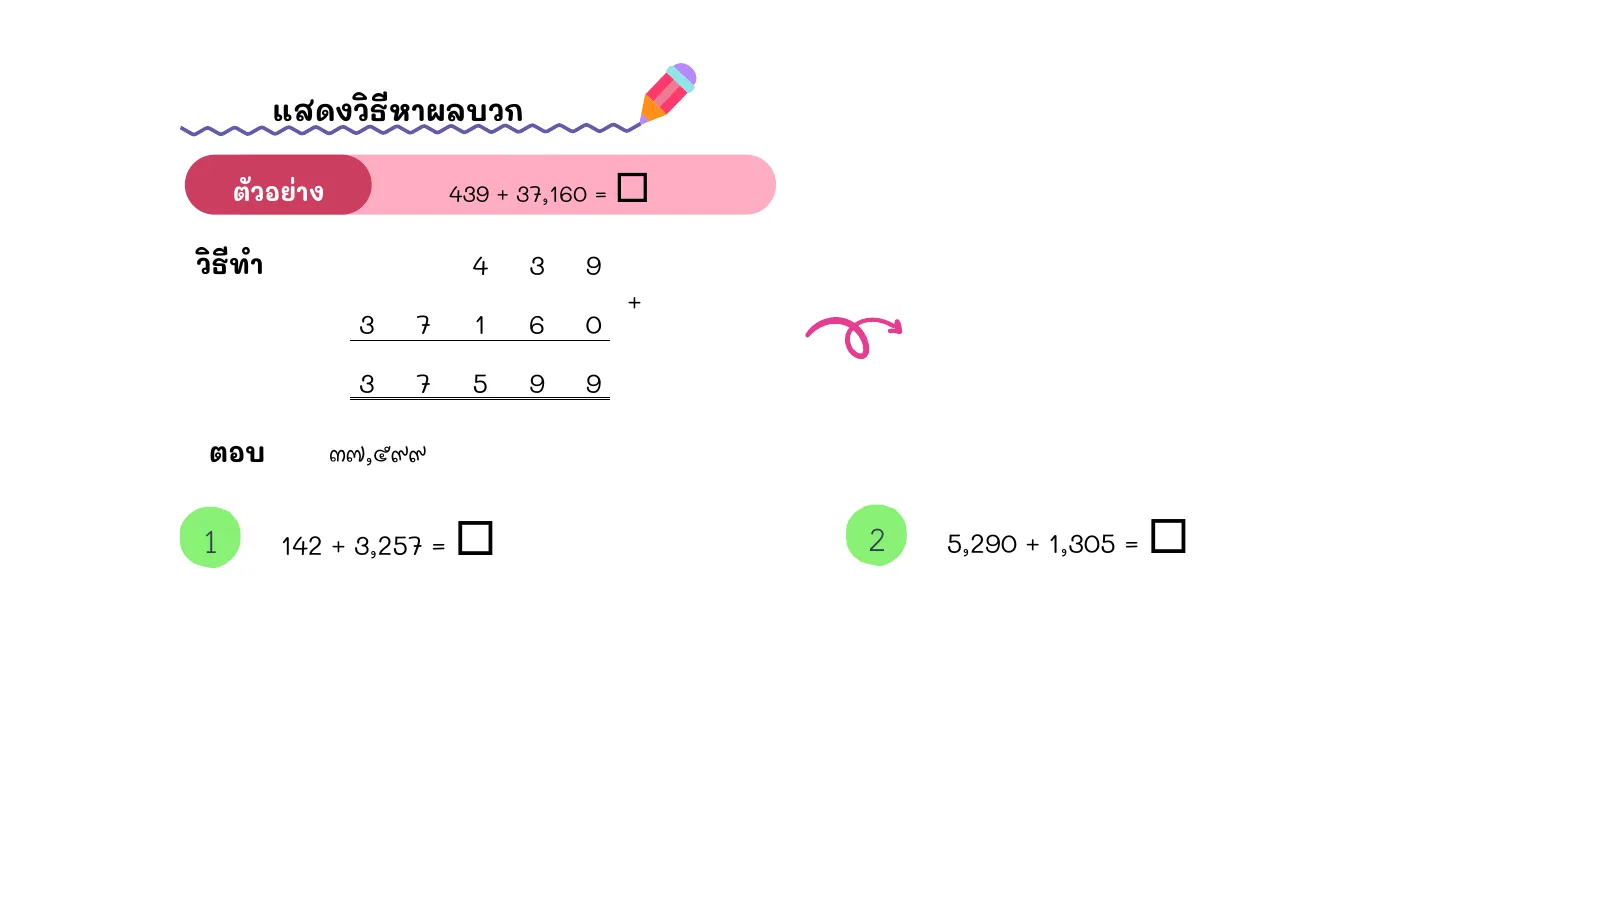 แสดงวิธีหาผลบวก
ตัวอย่าง 439 + 37,160 = □
วิธีทำ 4 3 9
+
3 7 1 6 0
3 7 5 9 9
ตอบ ๓๗,๕๙๙
1 142 + 3,257 = □
2 5,290 + 1,305 = □